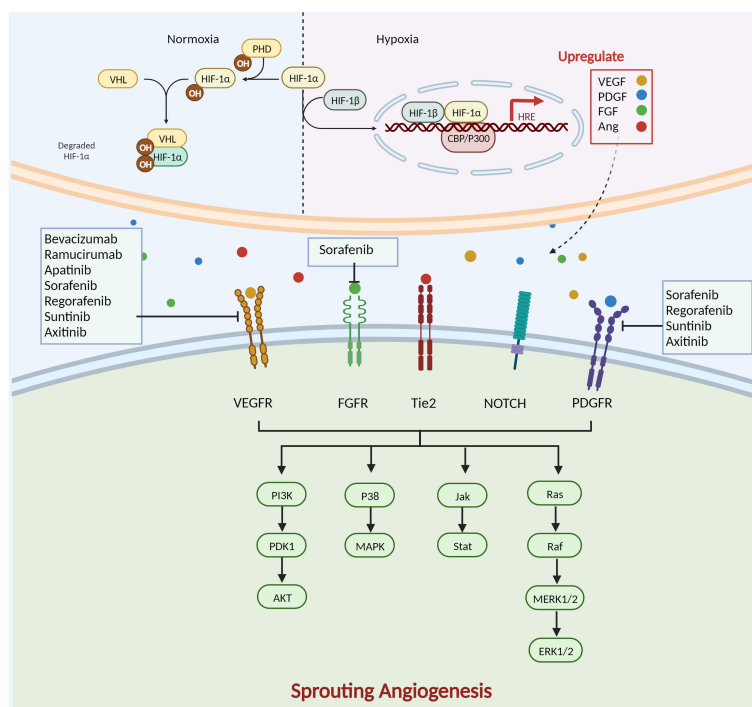 Normoxia
Hypoxia
PHD
OH
VHL
HIF-1α
OH
HIF-1α
HIF-1β
VHL
OH
HIF-1α
OH
Degraded
HIF-1α
HIF-1β
HIF-1α
HRE
CBP/P300
Upregulate
VEGF
PDGF
FGF
Ang
Bevacizumab
Ramucirumab
Apatinib
Sorafenib
Regorafenib
Suntinib
Axitinib
Sorafenib
Sorafenib
Regorafenib
Suntinib
Axitinib
VEGFR
FGFR
Tie2
NOTCH
PDGFR
PI3K
P38
Jak
Ras
PDK1
MAPK
Stat
Raf
AKT
MERK1/2
ERK1/2
Sprouting Angiogenesis